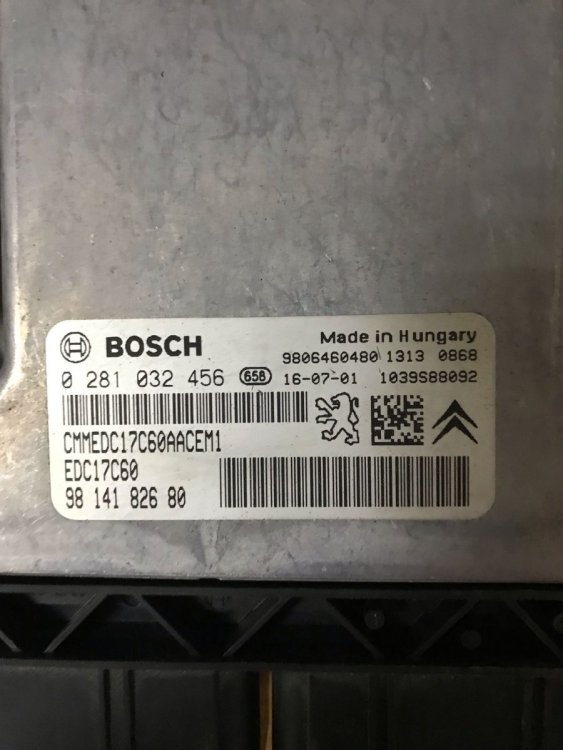 BOSCH
Made in Hungary
9806460480 1313 0868
0 281 032 456 658 16-07-01 1039S88092
CMMEDC17C60AACEM1
EDC17C60
98 141 826 80